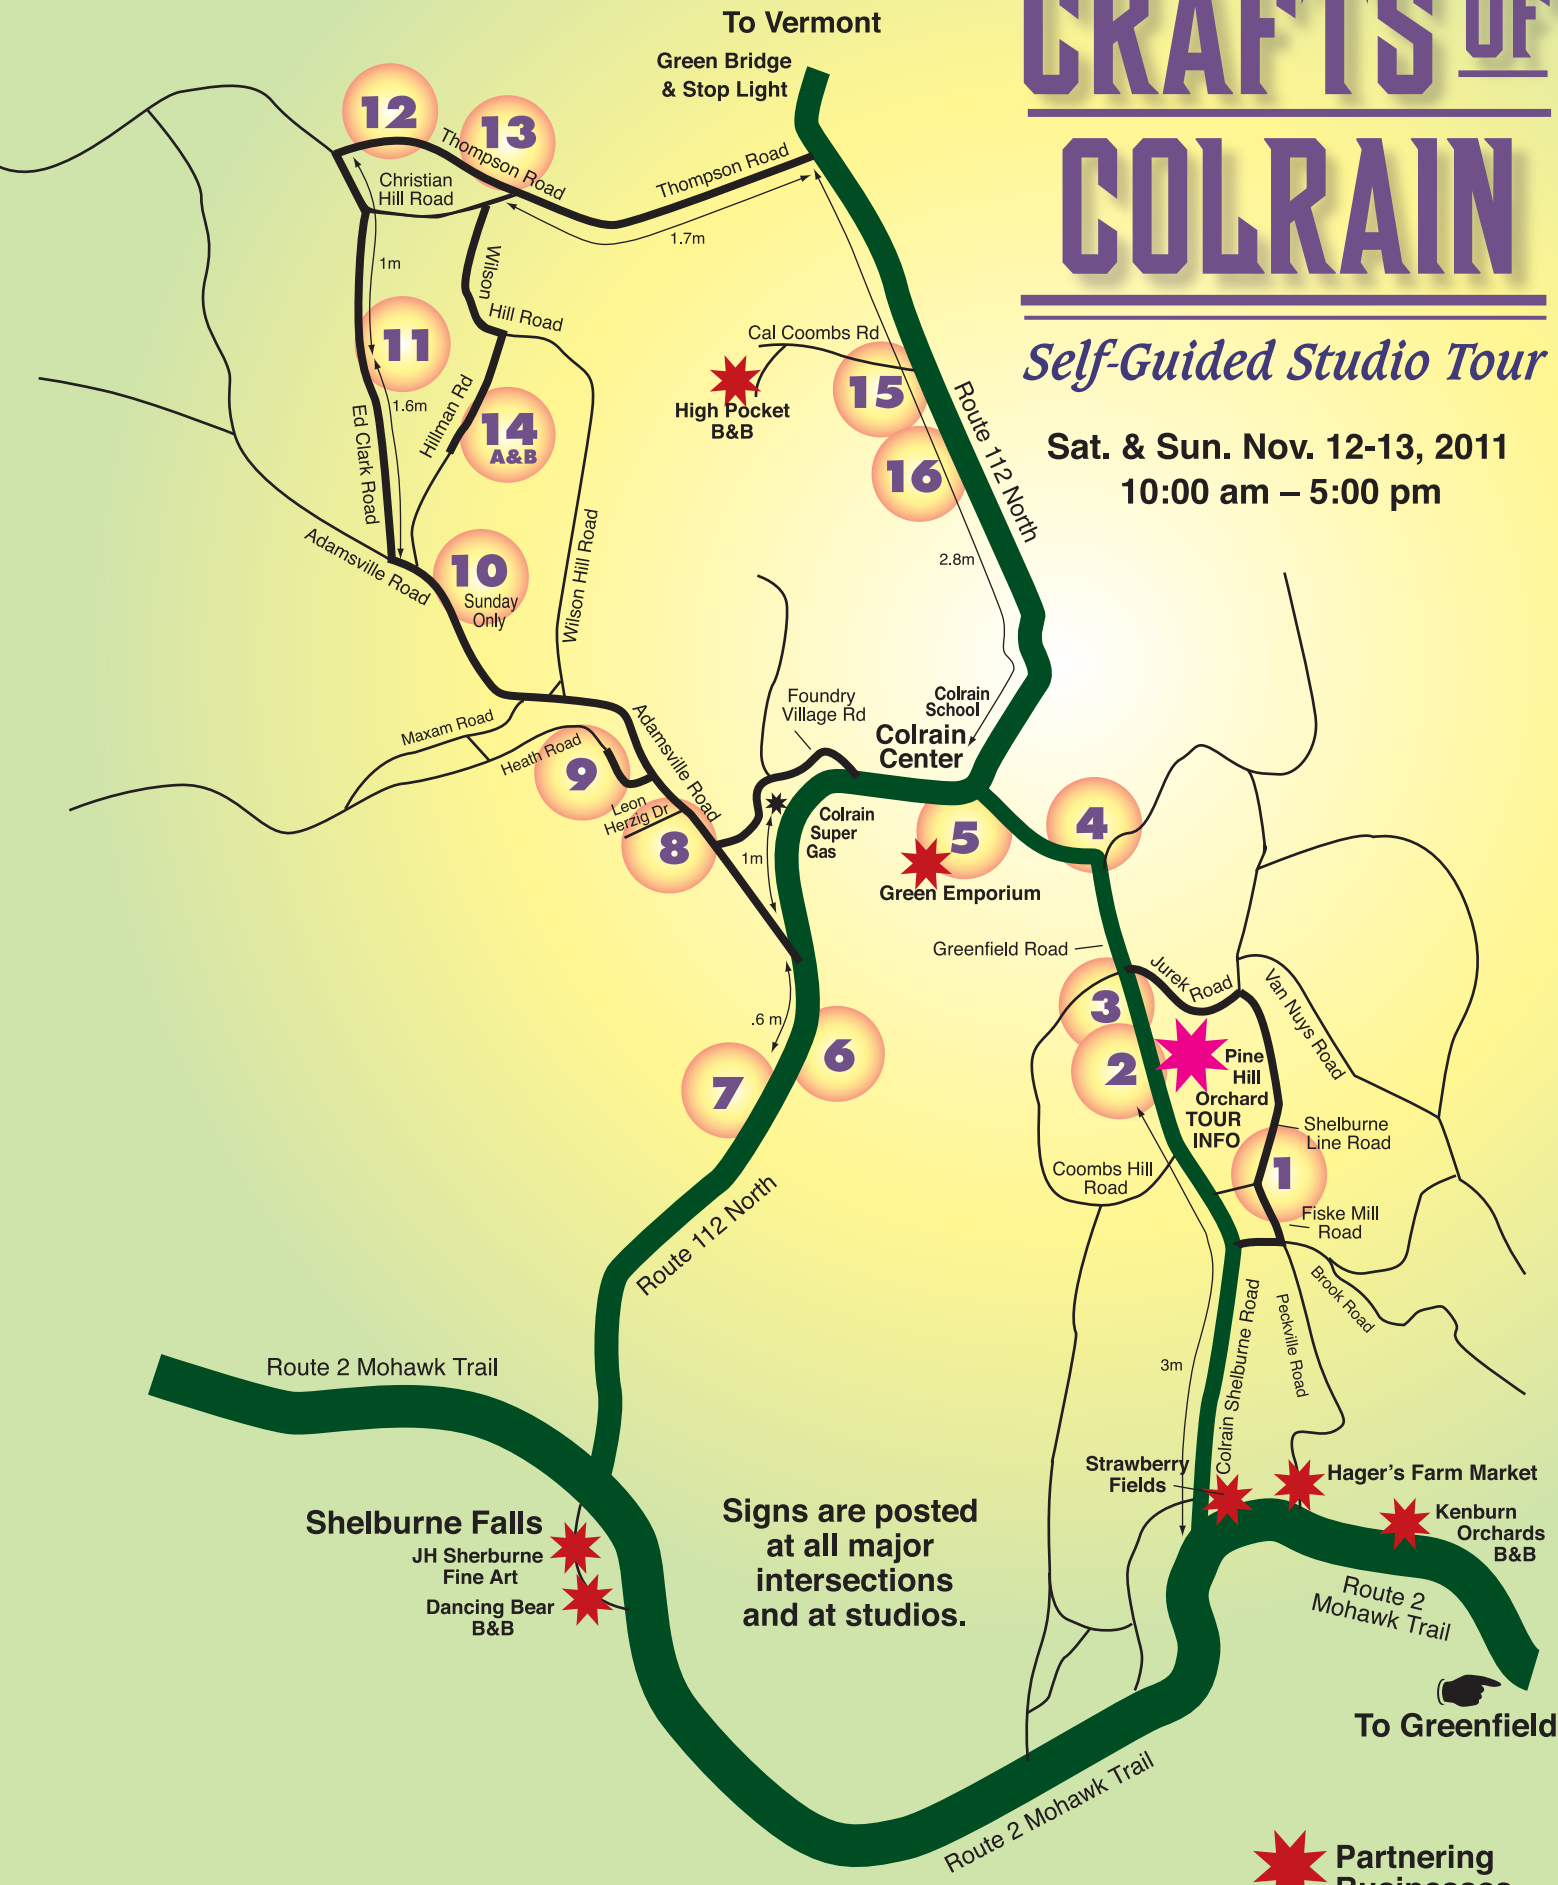 To Vermont
Green Bridge
& Stop Light
CRAFTS OF
COLRAIN
Self-Guided Studio Tour
Sat. & Sun. Nov. 12-13, 2011
10:00 am – 5:00 pm
12
13
Thompson Road
Thompson Road
Christian
Hill Road
1.7m
1m
Wilson
Hill Road
11
1.6m
Ed Clark Road
Hillman Rd
14
A&B
Cal Coombs Rd
High Pocket
B&B
15
16
Route 112 North
2.8m
Adamsville Road
10
Sunday
Only
Wilson Hill Road
Maxam Road
Heath Road
9
Leon
Herzig Dr
8
Adamsville Road
Foundry
Village Rd
Colrain
School
Colrain
Center
Colrain
Super
Gas
1m
5
Green Emporium
4
Greenfield Road
Jurek Road
Van Nuys Road
3
2
Pine
Hill
Orchard
TOUR
INFO
Shelburne
Line Road
1
Fiske Mill
Road
.6 m
6
7
Coombs Hill
Road
Route 112 North
Brook Road
Peckville Road
Colrain Shelburne Road
3m
Route 2 Mohawk Trail
Strawberry
Fields
Hager's Farm Market
Kenburn
Orchards
B&B
Shelburne Falls
JH Sherburne
Fine Art
Dancing Bear
B&B
Signs are posted
at all major
intersections
and at studios.
Route 2
Mohawk Trail
To Greenfield
Route 2 Mohawk Trail
Partnering
Businesses